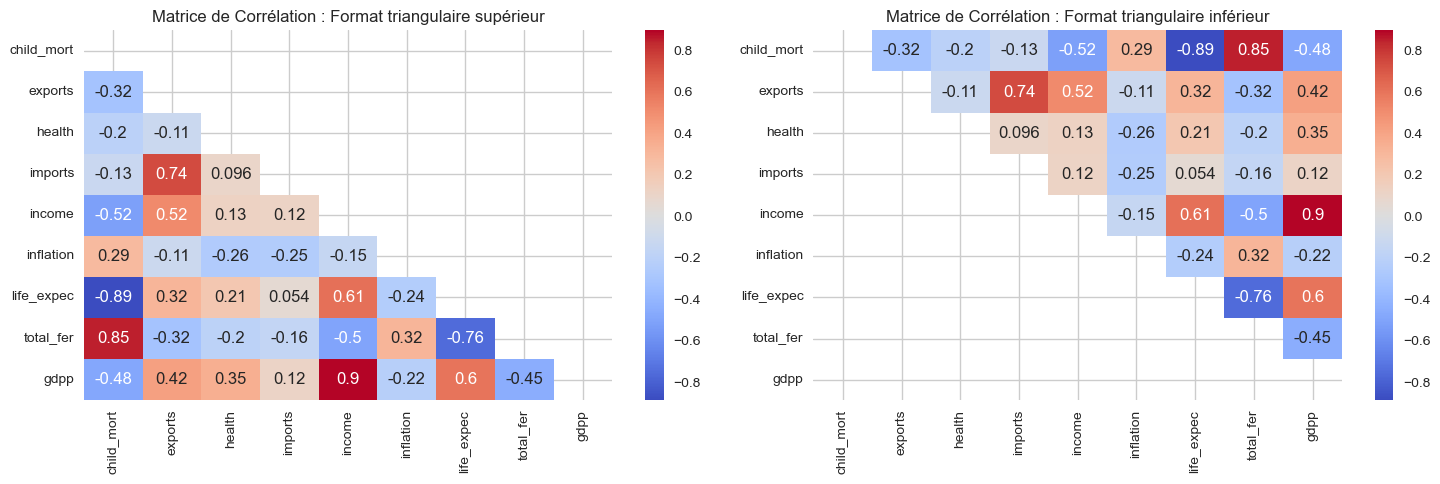 Matrice de Corrélation : Format triangulaire supérieur
child_mort
exports -0.32
health -0.2 -0.11
imports -0.13 0.74 0.096
income -0.52 0.52 0.13 0.12
inflation 0.29 -0.11 -0.26 -0.25 -0.15
life_expec -0.89 0.32 0.21 0.054 0.61 -0.24
total_fer 0.85 -0.32 -0.2 -0.16 -0.5 0.32 -0.76
gdpp -0.48 0.42 0.35 0.12 0.9 -0.22 0.6 -0.45
child_mort exports health imports income inflation life_expec total_fer gdpp
0.8
0.6
0.4
0.2
0.0
−0.2
−0.4
−0.6
−0.8
Matrice de Corrélation : Format triangulaire inférieur
child_mort -0.32 -0.2 -0.13 -0.52 0.29 -0.89 0.85 -0.48
exports -0.11 0.74 0.52 -0.11 0.32 -0.32 0.42
health 0.096 0.13 -0.26 0.21 -0.2 0.35
imports 0.12 -0.25 0.054 -0.16 0.12
income -0.15 0.61 -0.5 0.9
inflation -0.24 0.32 -0.22
life_expec -0.76 0.6
total_fer -0.45
gdpp
child_mort exports health imports income inflation life_expec total_fer gdpp
0.8
0.6
0.4
0.2
0.0
−0.2
−0.4
−0.6
−0.8